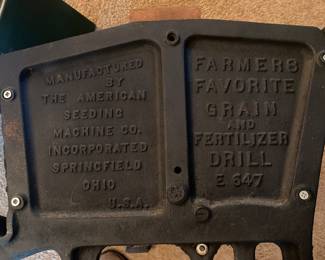 MANUFACTURED
BY
THE AMERICAN
SEEDING
MACHINE CO.
INCORPORATED
SPRINGFIELD
OHIO
U.S.A.
FARMERS
FAVORITE
GRAIN
AND
FERTILIZER
DRILL
E 647